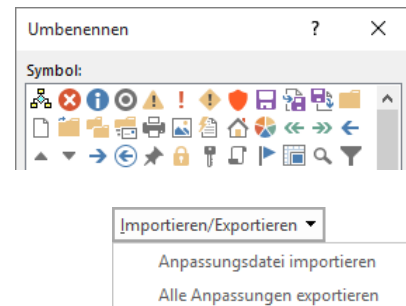 Umbenennen ?
Symbol:
Importieren/Exportieren
Anpassungsdatei importieren
Alle Anpassungen exportieren